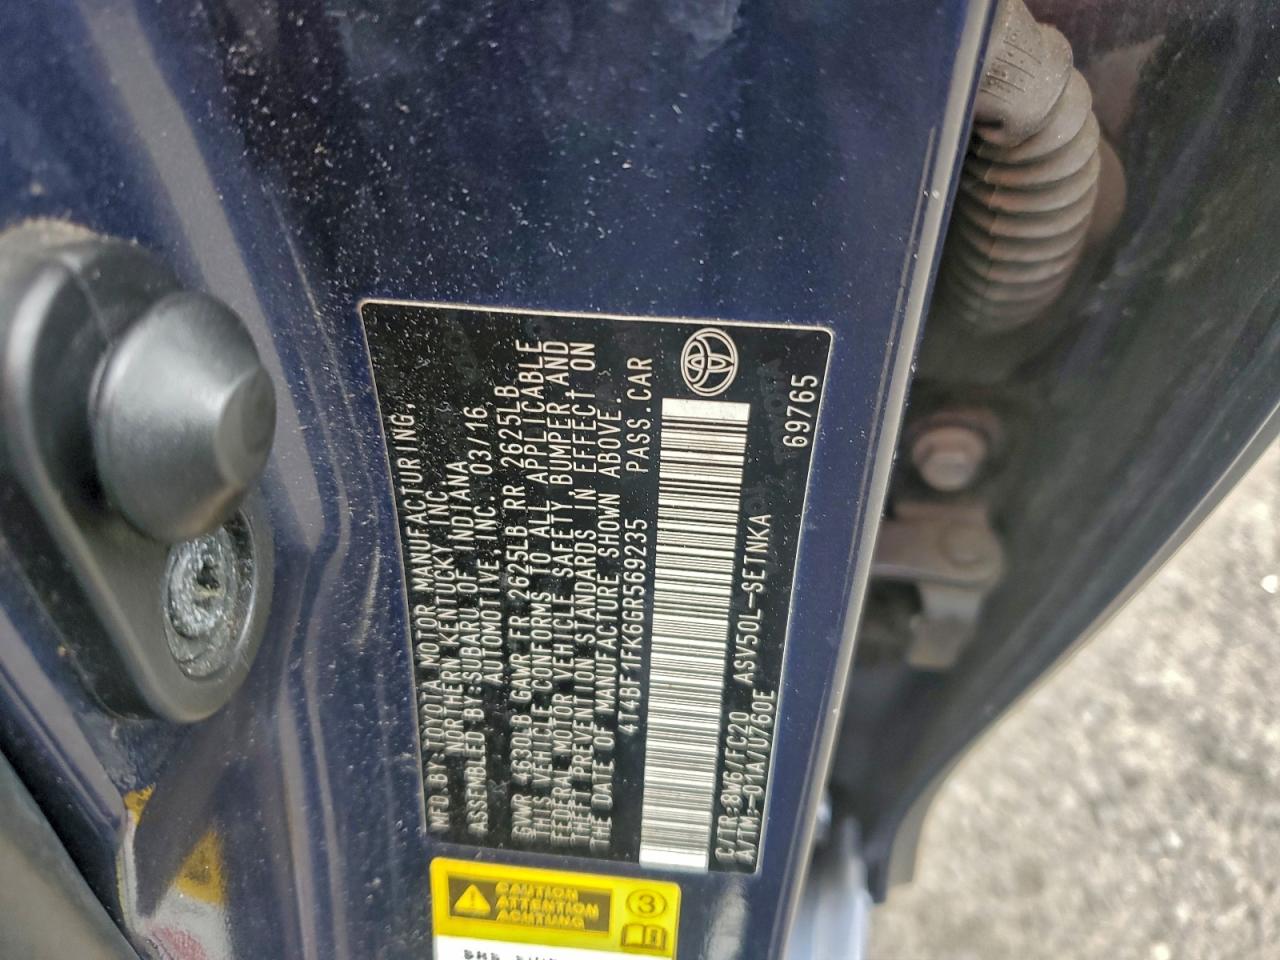 MFD.BY:TOYOTA MOTOR MANUFACTURING,
NORTHERN KENTUCKY,INC.
ASSEMBLED BY:SUBARU OF INDIANA
AUTOMOTIVE,INC. 03/16
GVWR 4630LB GAWR FR 2625LB RR 2625LB
THIS VEHICLE CONFORMS TO ALL APPLICABLE
FEDERAL MOTOR VEHICLE SAFETY,BUMPER,AND
THEFT PREVENTION STANDARDS IN EFFECT ON
THE DATE OF MANUFACTURE SHOWN ABOVE.
4T4BF1FK6GR569235 PASS.CAR
C/TR:8W6/FC20 ASV50L-SETNKA
A/TM:-01A/U760E 69765
CAUTION
ATTENTION
ACHTUNG
3